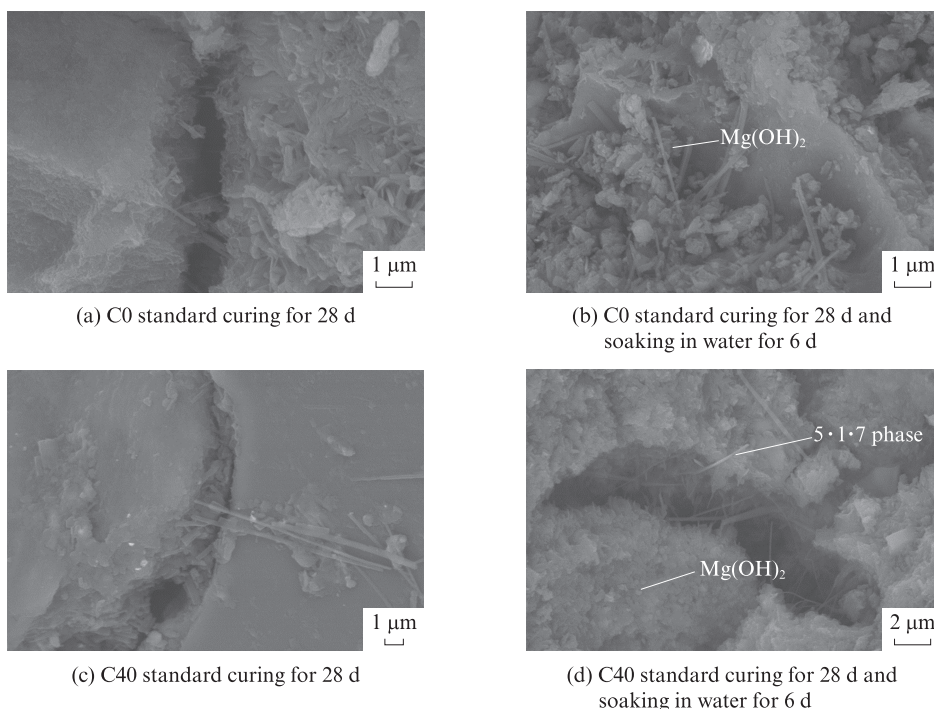 Mg(OH)₂
1 μm
1 μm
(a) C0 standard curing for 28 d
(b) C0 standard curing for 28 d and
soaking in water for 6 d
5·1·7 phase
Mg(OH)₂
1 μm
2 μm
(c) C40 standard curing for 28 d
(d) C40 standard curing for 28 d and
soaking in water for 6 d